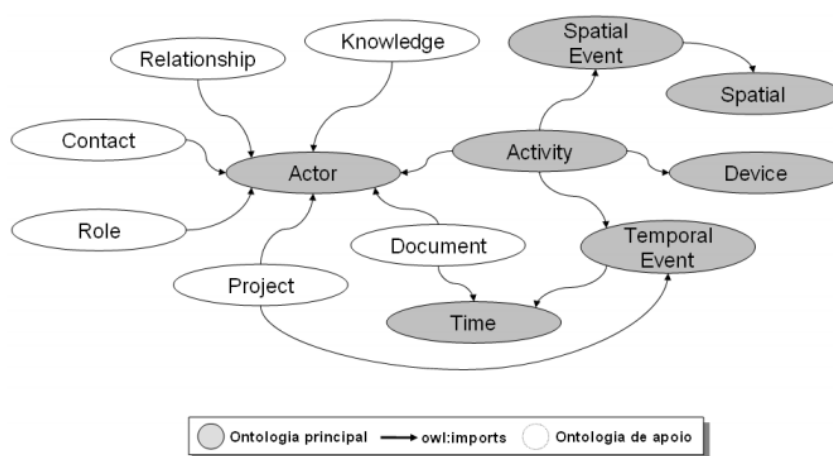 Knowledge
Spatial
Event
Relationship
Spatial
Contact
Activity
Actor
Device
Role
Document
Temporal
Event
Project
Time
Ontologia principal
owl:imports
Ontologia de apoio